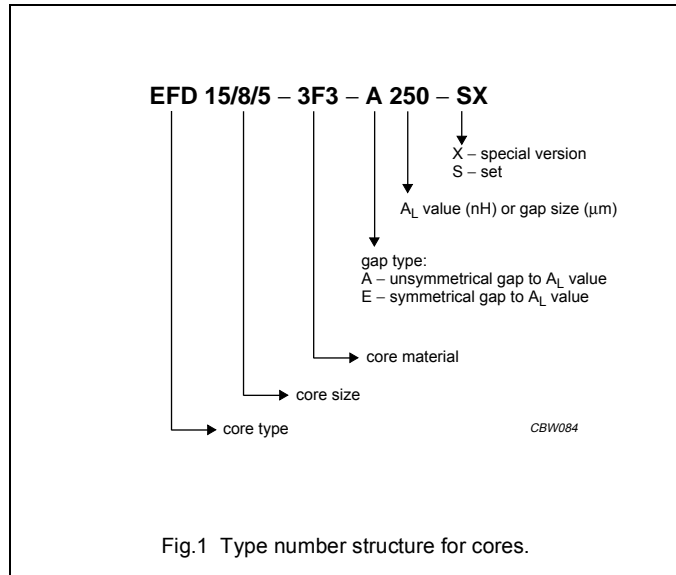 EFD 15/8/5 – 3F3 – A 250 – SX
X – special version
S – set
AL value (nH) or gap size (μm)
gap type:
A – unsymmetrical gap to AL value
E – symmetrical gap to AL value
core material
core size
core type
CBW084
Fig.1 Type number structure for cores.